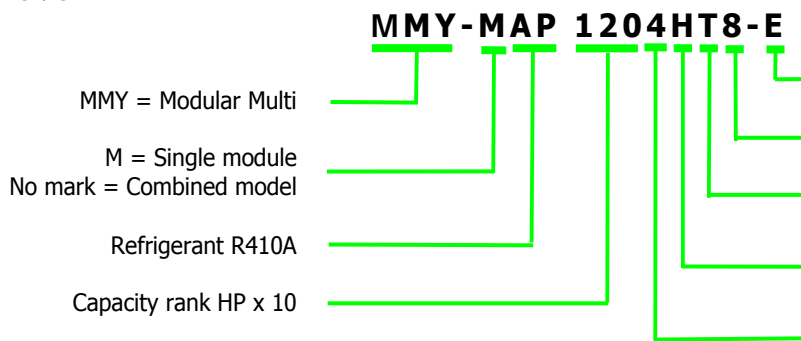 MMY-MAP 1204HT8-E
MMY = Modular Multi
M = Single module
No mark = Combined model
Refrigerant R410A
Capacity rank HP x 10